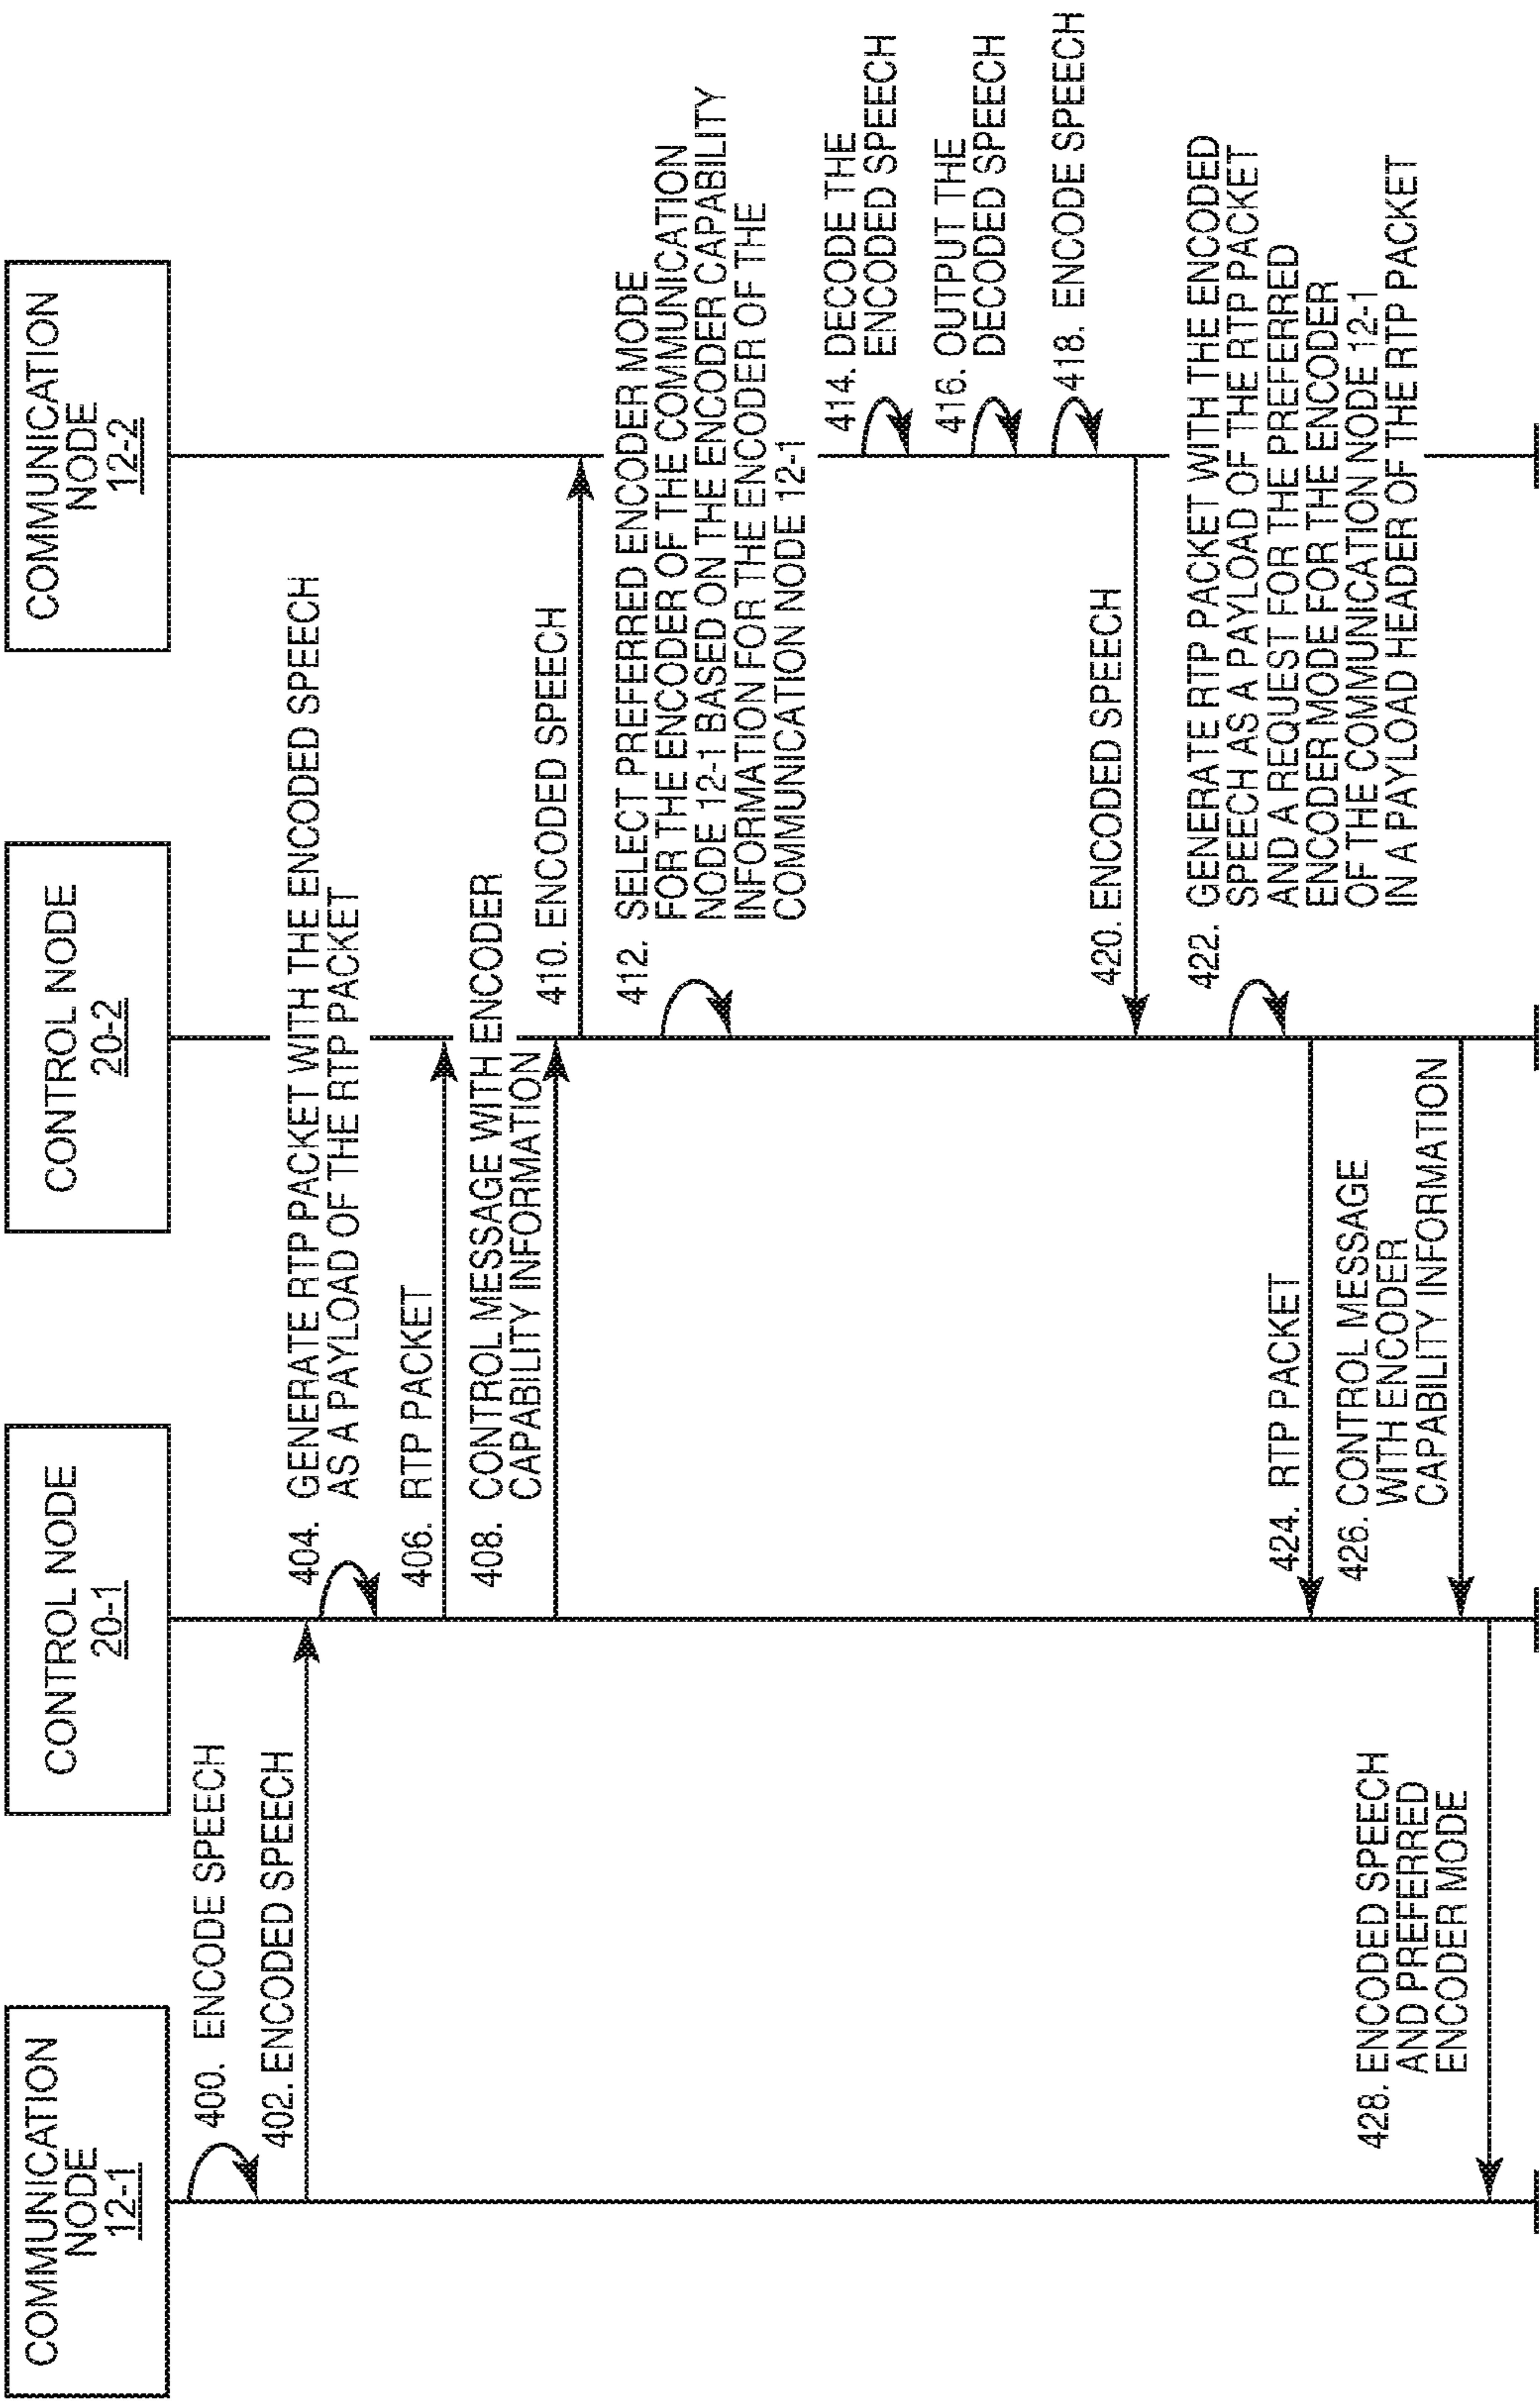 COMMUNICATION
NODE
12-1
CONTROL NODE
20-1
CONTROL NODE
20-2
COMMUNICATION
NODE
12-2
400. ENCODE SPEECH
402. ENCODED SPEECH
404. GENERATE RTP PACKET WITH THE ENCODED SPEECH
AS A PAYLOAD OF THE RTP PACKET
406. RTP PACKET
408. CONTROL MESSAGE WITH ENCODER
CAPABILITY INFORMATION
410. ENCODED SPEECH
412. SELECT PREFERRED ENCODER MODE
FOR THE ENCODER OF THE COMMUNICATION
NODE 12-1 BASED ON THE ENCODER CAPABILITY
INFORMATION FOR THE ENCODER OF THE
COMMUNICATION NODE 12-1
414. DECODE THE
ENCODED SPEECH
416. OUTPUT THE
DECODED SPEECH
418. ENCODE SPEECH
420. ENCODED SPEECH
422. GENERATE RTP PACKET WITH THE ENCODED
SPEECH AS A PAYLOAD OF THE RTP PACKET
AND A REQUEST FOR THE PREFERRED
ENCODER MODE FOR THE ENCODER
OF THE COMMUNICATION NODE 12-1
IN A PAYLOAD HEADER OF THE RTP PACKET
424. RTP PACKET
426. CONTROL MESSAGE
WITH ENCODER
CAPABILITY INFORMATION
428. ENCODED SPEECH
AND PREFERRED
ENCODER MODE